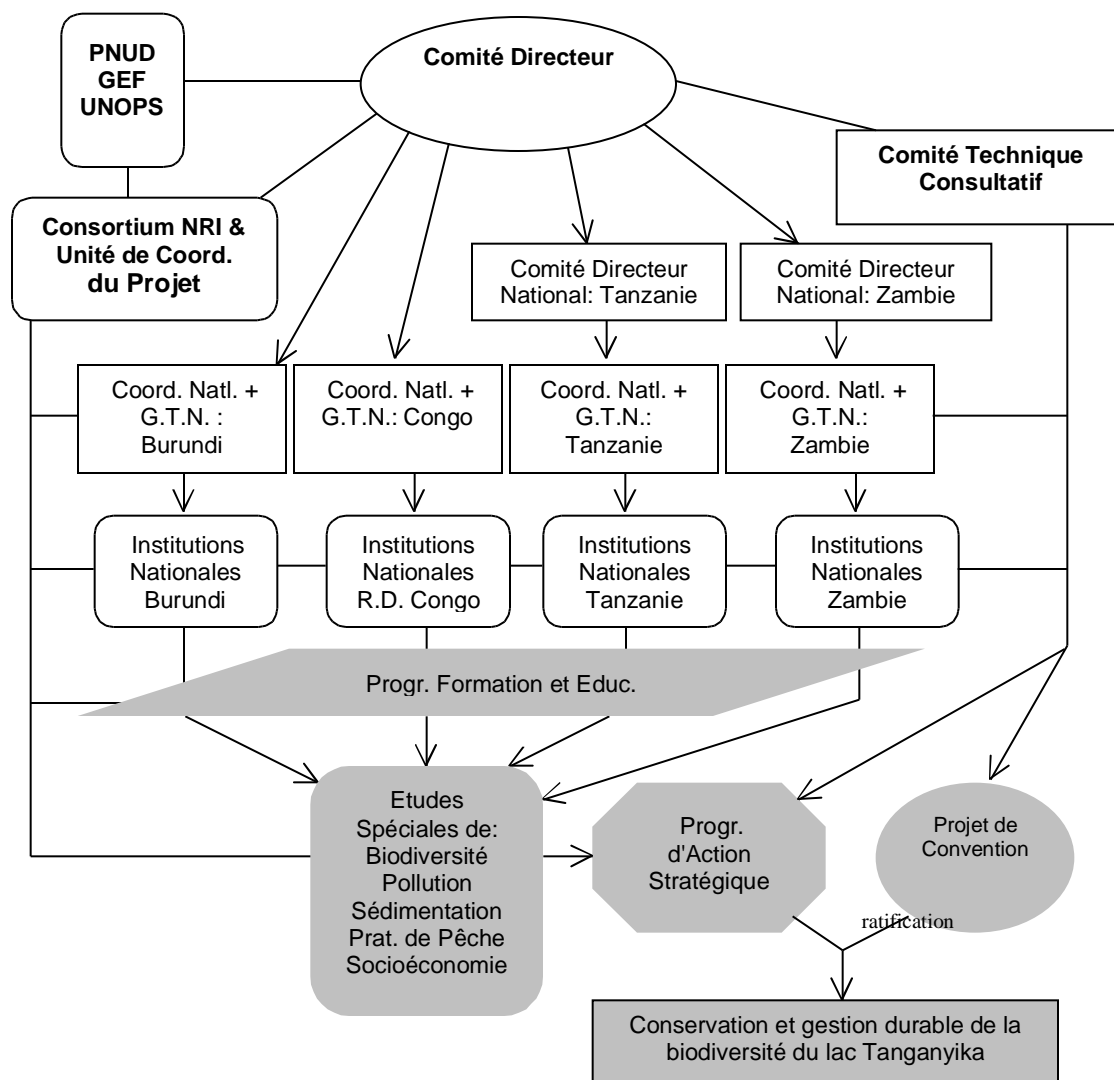 PNUD
GEF
UNOPS
Comité Directeur
Comité Technique
Consultatif
Consortium NRI &
Unité de Coord.
du Projet
Comité Directeur
National: Tanzanie
Comité Directeur
National: Zambie
Coord. Natl. +
G.T.N. :
Burundi
Coord. Natl. +
G.T.N.: Congo
Coord. Natl. +
G.T.N.:
Tanzanie
Coord. Natl. +
G.T.N.:
Zambie
Institutions
Nationales
Burundi
Institutions
Nationales
R.D. Congo
Institutions
Nationales
Tanzanie
Institutions
Nationales
Zambie
Progr. Formation et Educ.
Etudes
Spéciales de:
Biodiversité
Pollution
Sédimentation
Prat. de Pêche
Socioéconomie
Progr.
d'Action
Stratégique
Projet de
Convention
ratification
Conservation et gestion durable de la
biodiversité du lac Tanganyika